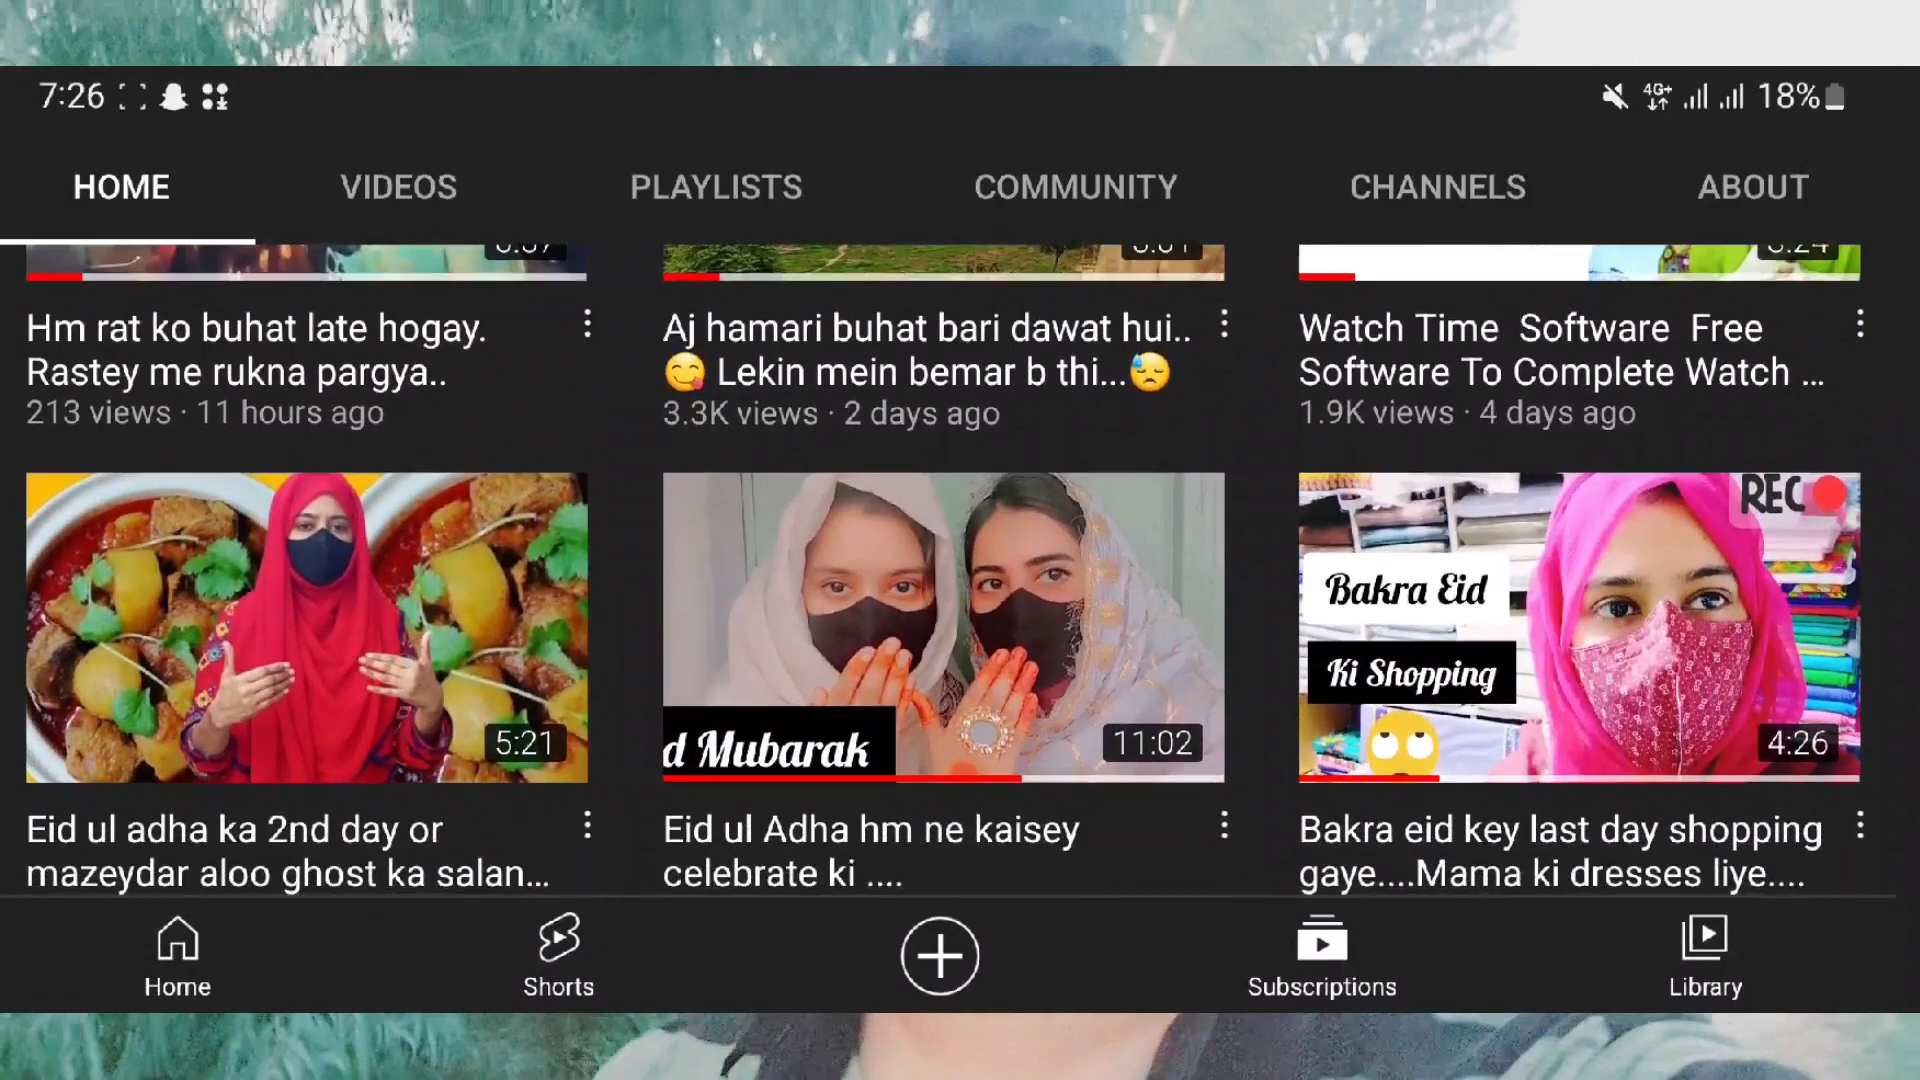 7:26
4G+
18%
HOME
VIDEOS
PLAYLISTS
COMMUNITY
CHANNELS
ABOUT
Hm rat ko buhat late hogay.
Rastey me rukna pargya..
213 views · 11 hours ago
Aj hamari buhat bari dawat hui..
😋 Lekin mein bemar b thi...😓
3.3K views · 2 days ago
Watch Time Software Free
Software To Complete Watch ...
1.9K views · 4 days ago
5:21
d Mubarak
11:02
REC
Bakra Eid
Ki Shopping
4:26
Eid ul adha ka 2nd day or
mazeydar aloo ghost ka salan...
Eid ul Adha hm ne kaisey
celebrate ki ....
Bakra eid key last day shopping
gaye....Mama ki dresses liye....
Home
Shorts
Subscriptions
Library